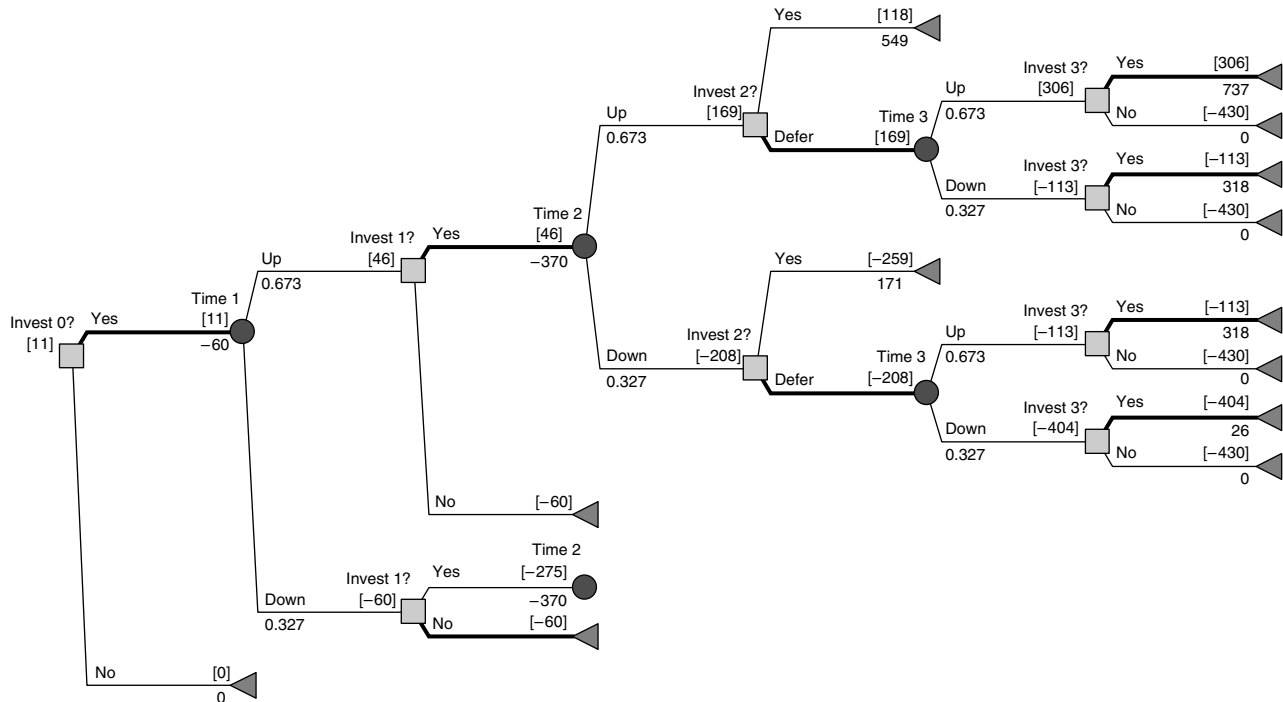 Yes [118]
549
Invest 3? Yes [306]
[306] 737
Up No [−430]
0.673 0
Invest 2?
[169]
Time 3
Defer [169]
Invest 3? Yes [−113]
Down [−113] 318
0.327 No [−430]
0
Up
0.673
Time 2
Invest 1? Yes [46]
[46] −370
Up
0.673
Yes [−259]
171
Time 1
Invest 0? Yes [11]
[11] −60
Invest 3? Yes [−113]
Up [−113] 318
0.673 No [−430]
0
Invest 2?
Down [−208]
0.327
Time 3
Defer [−208]
Invest 3? Yes [−404]
Down [−404] 26
0.327 No [−430]
0
No [−60]
Time 2
Invest 1? Yes [−275]
Down [−60] −370
0.327 No [−60]
No [0]
0